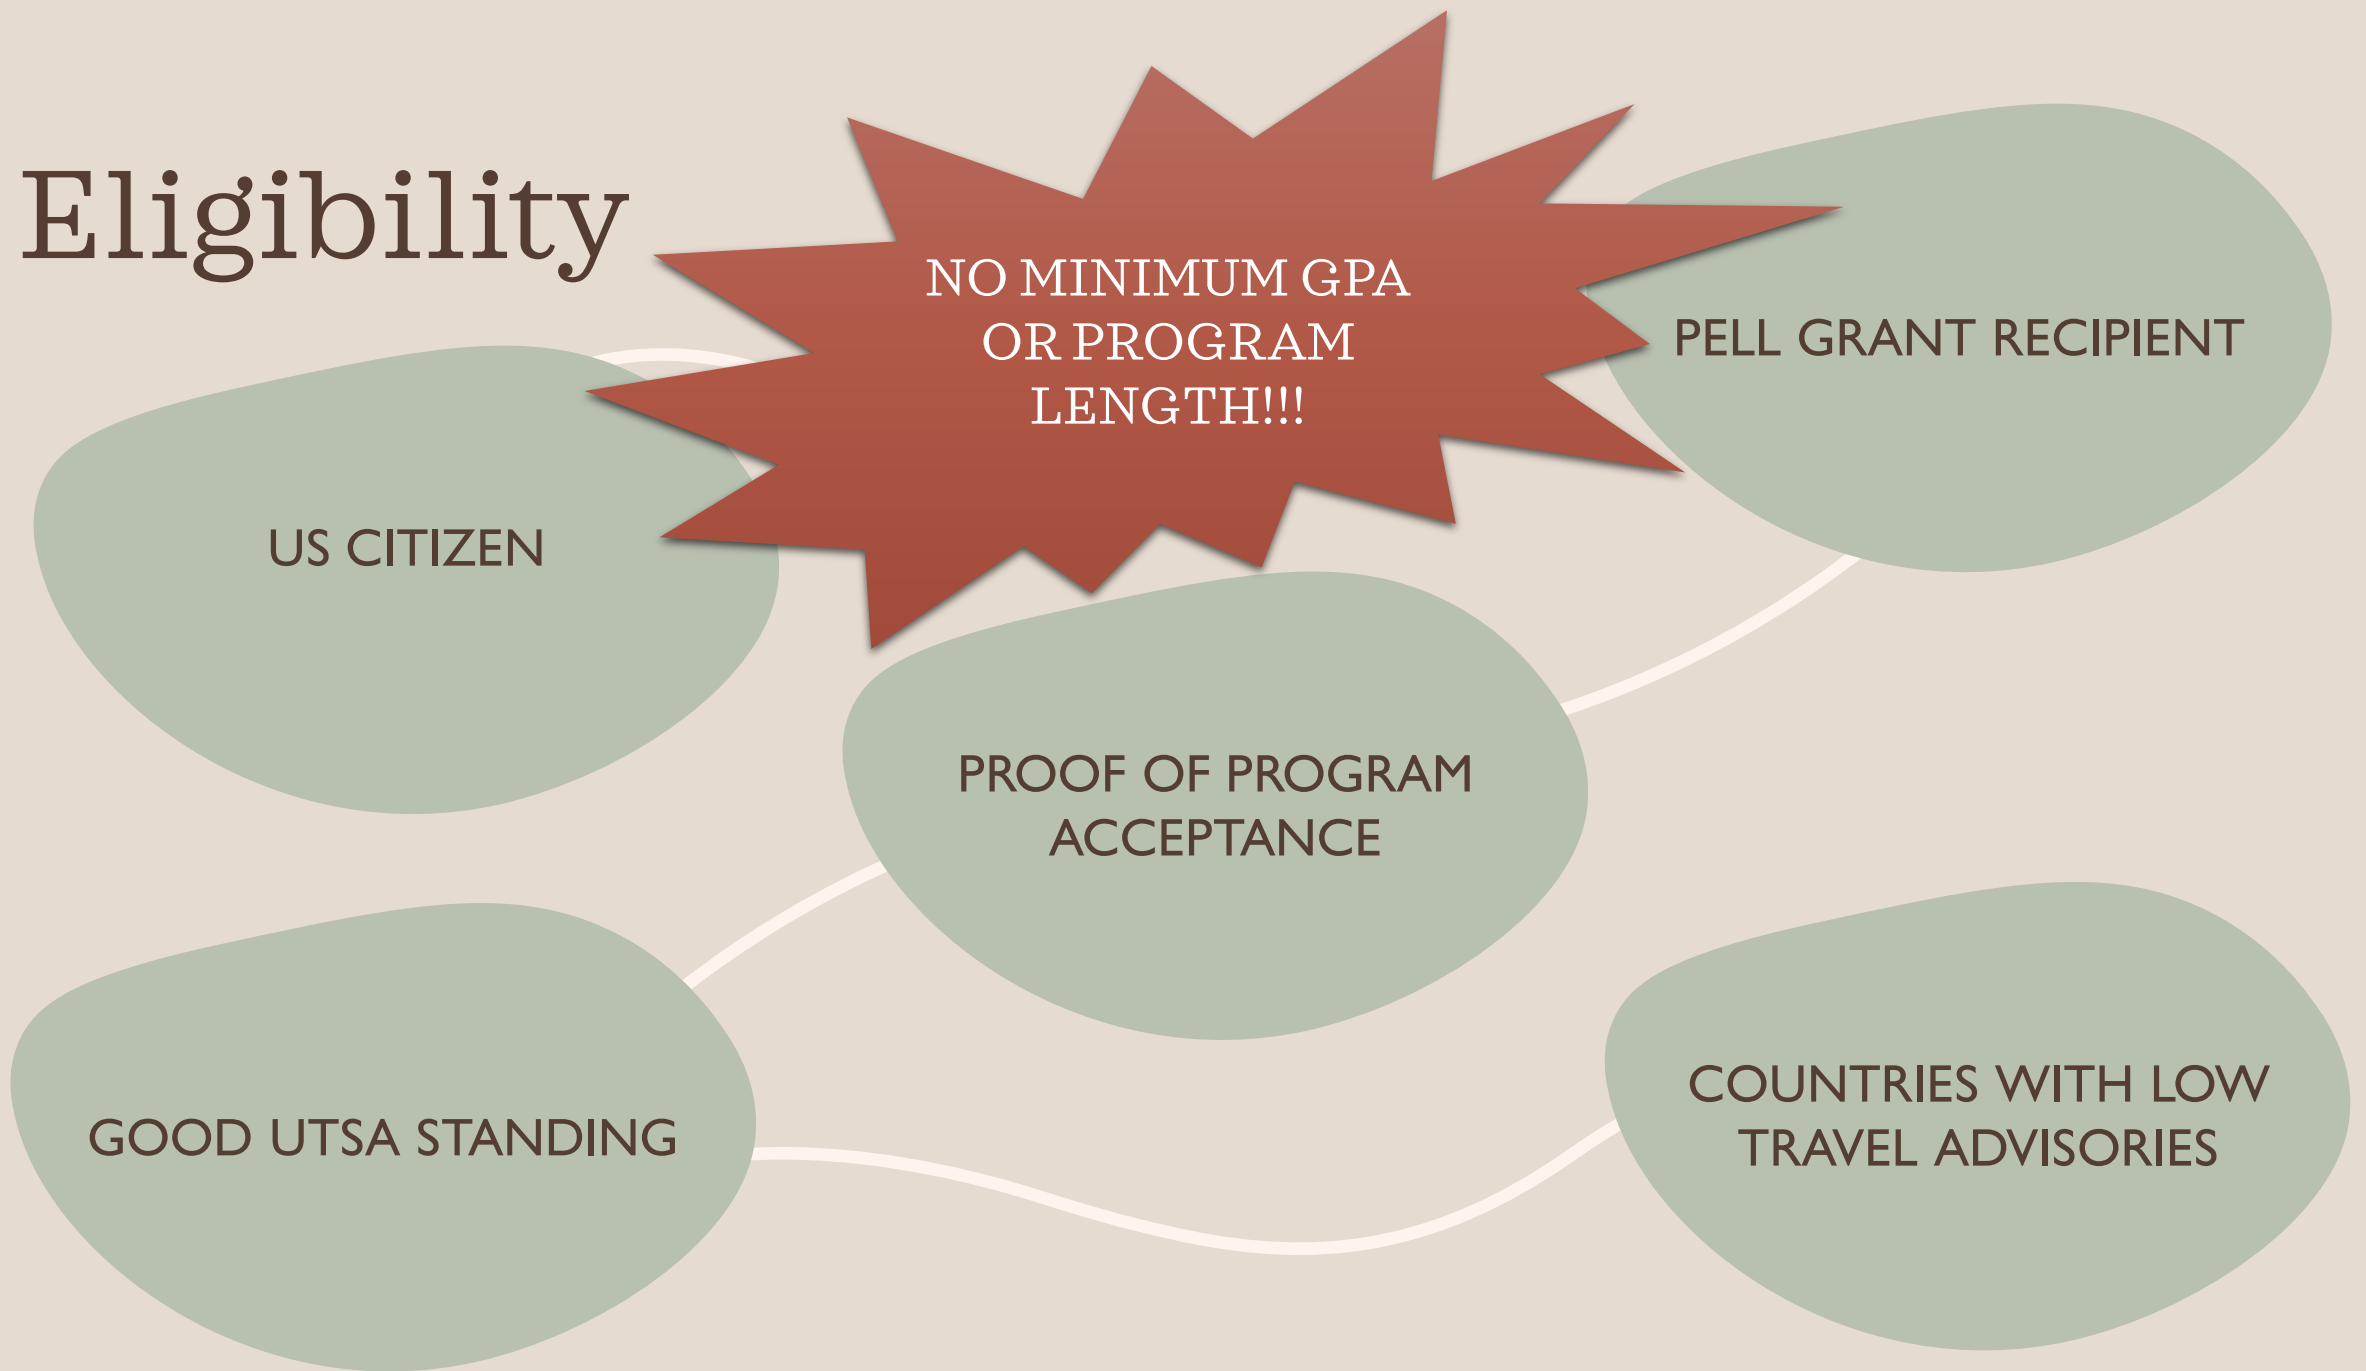 Eligibility
NO MINIMUM GPA
OR PROGRAM
LENGTH!!!
US CITIZEN
PELL GRANT RECIPIENT
PROOF OF PROGRAM
ACCEPTANCE
GOOD UTSA STANDING
COUNTRIES WITH LOW
TRAVEL ADVISORIES